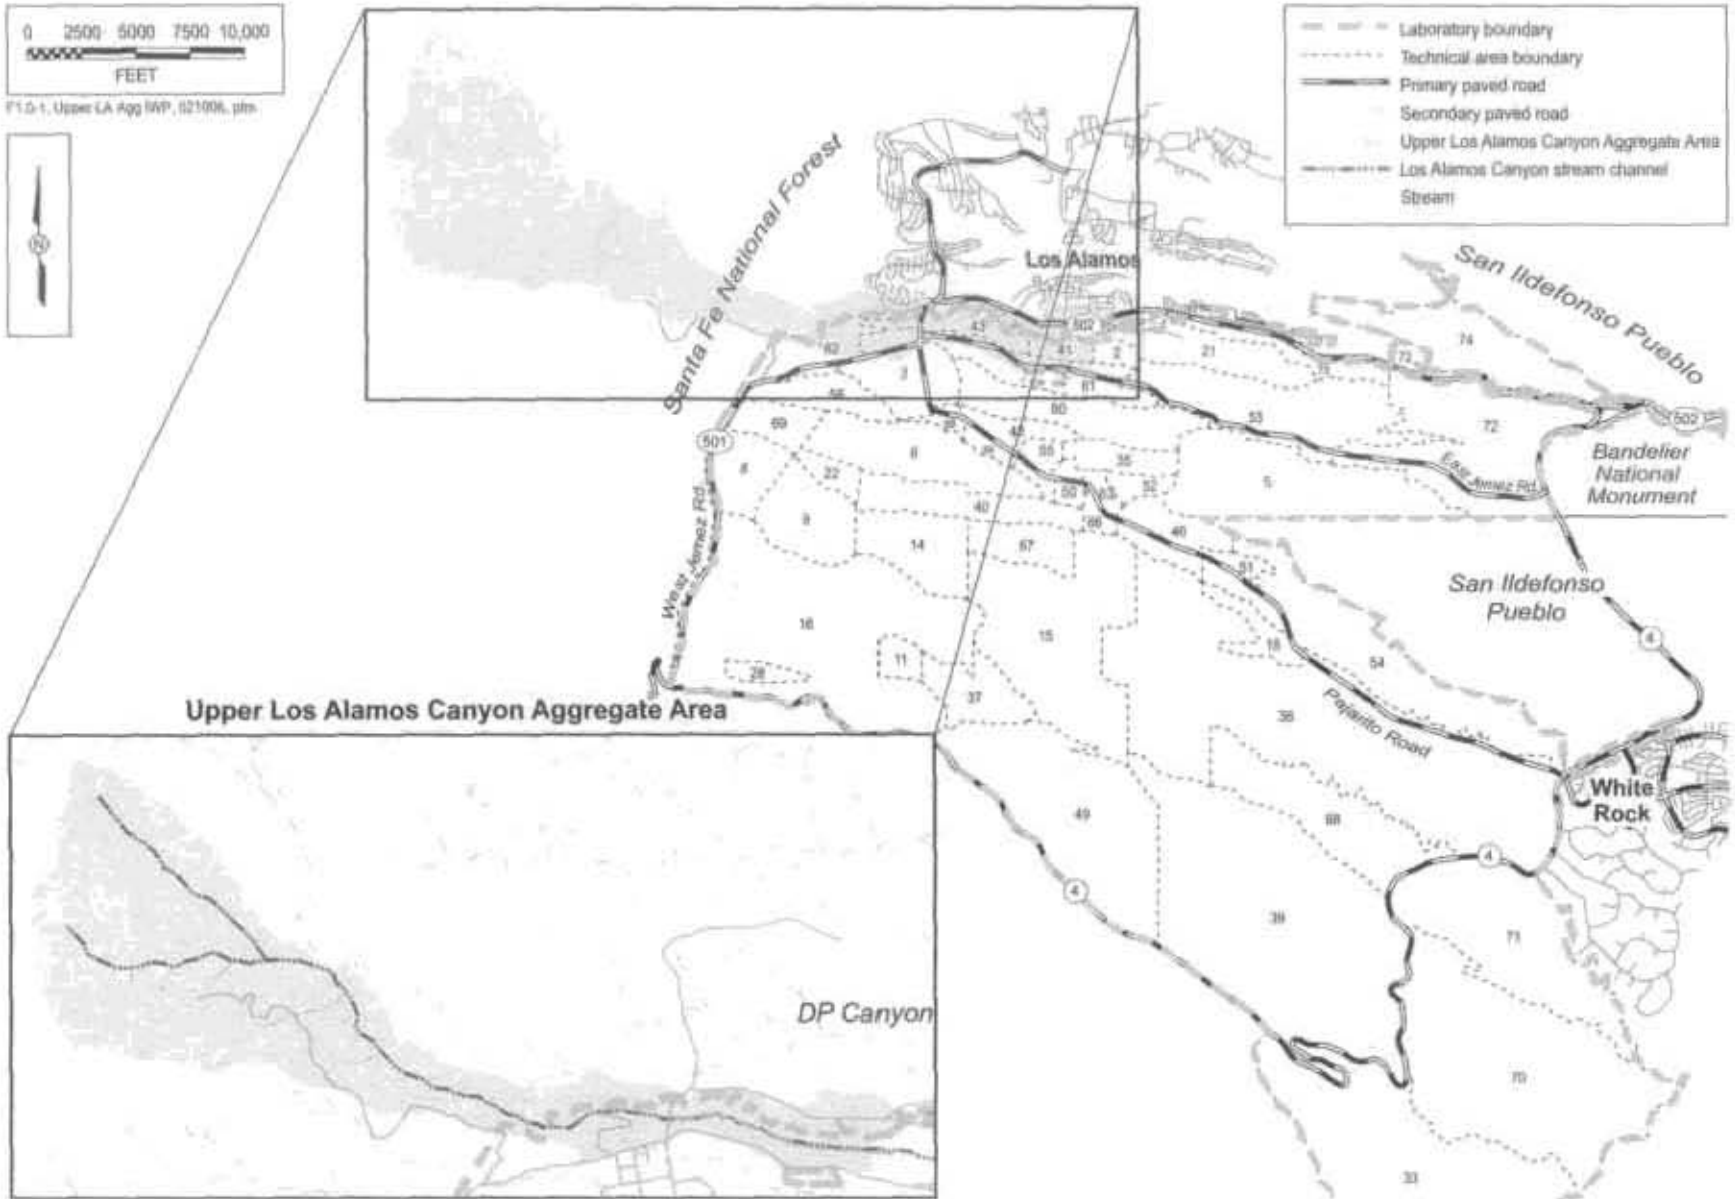 0 2500 5000 7500 10,000
FEET
F1.0-1, Upper LA Agg IWP, 021006, ptm
N
Laboratory boundary
Technical area boundary
Primary paved road
Secondary paved road
Upper Los Alamos Canyon Aggregate Area
Los Alamos Canyon stream channel
Stream
Santa Fe National Forest
Los Alamos
San Ildefonso Pueblo
74
43
502
41
2
21
73
62
3
61
60
53
72
502
69
501
8
22
6
55
35
5
East Jemez Rd.
Bandelier
National
Monument
9
40
50
66
46
14
67
51
West Jemez Rd.
San Ildefonso
Pueblo
16
15
18
54
4
11
28
37
36
Pajarito Road
Upper Los Alamos Canyon Aggregate Area
White
Rock
49
68
4
4
39
71
DP Canyon
70
33